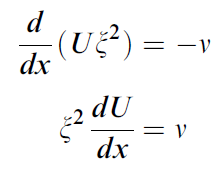 d/dx (Uξ²) = −ν
ξ² dU/dx = ν